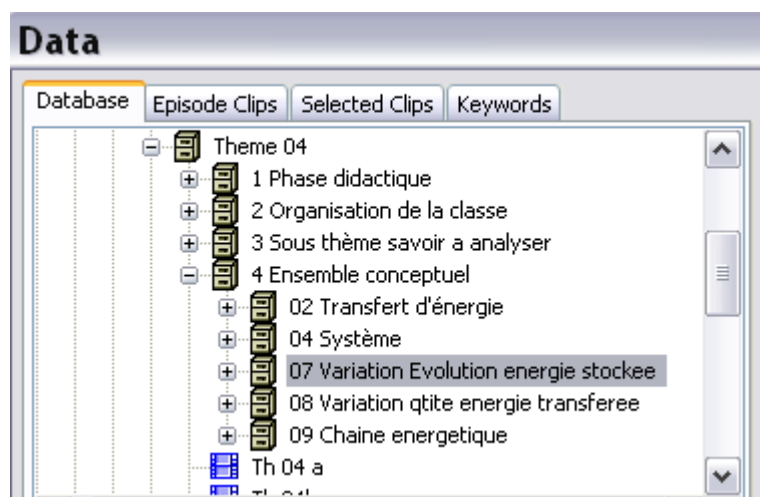 Data
Database Episode Clips Selected Clips Keywords
Theme 04
1 Phase didactique
2 Organisation de la classe
3 Sous thème savoir a analyser
4 Ensemble conceptuel
02 Transfert d'énergie
04 Système
07 Variation Evolution energie stockee
08 Variation qtite energie transferee
09 Chaine energetique
Th 04 a